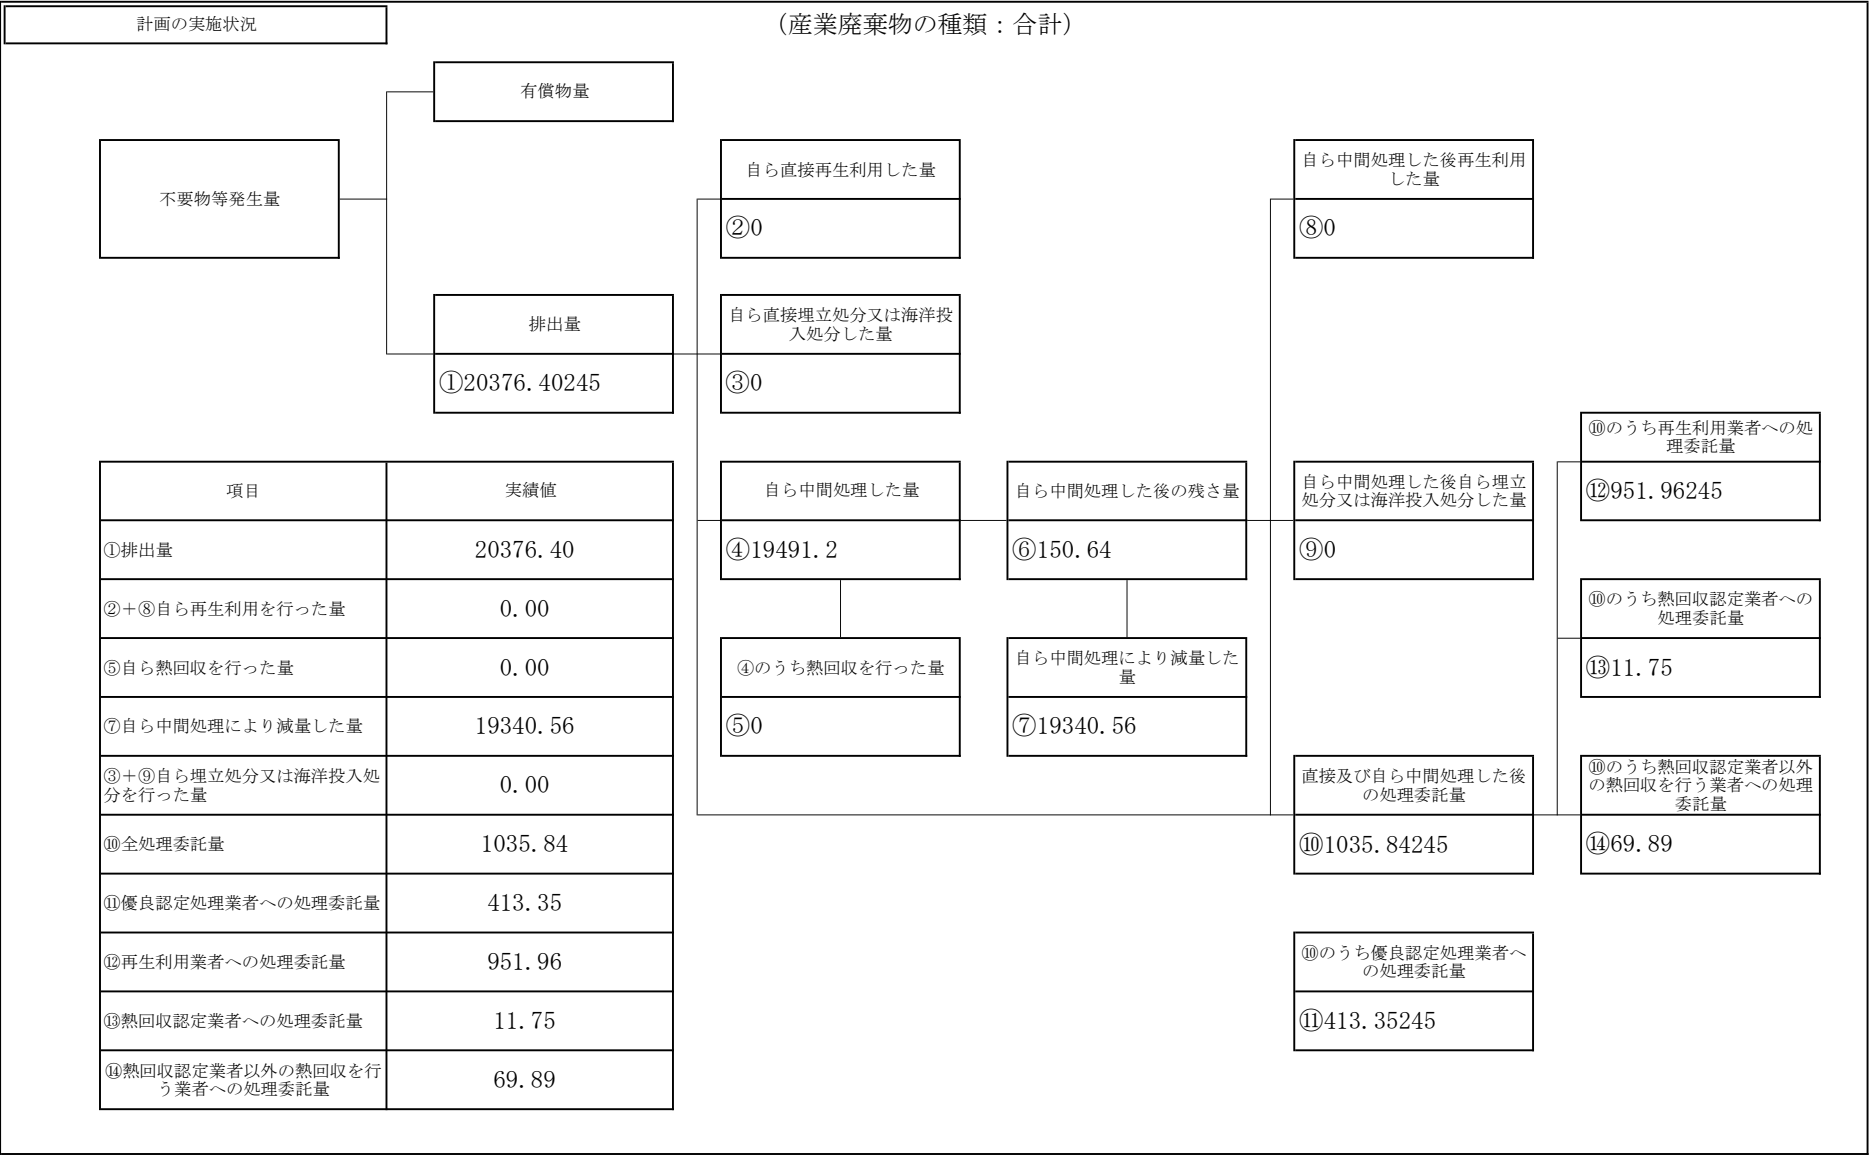 計画の実施状況
（産業廃棄物の種類：合計）
有償物量
不要物等発生量
自ら直接再生利用した量
②0
自ら中間処理した後再生利用
した量
⑧0
排出量
①20376.40245
自ら直接埋立処分又は海洋投
入処分した量
③0
⑩のうち再生利用業者への処
理委託量
⑫951.96245
自ら中間処理した量
④19491.2
自ら中間処理した後の残さ量
⑥150.64
自ら中間処理した後自ら埋立
処分又は海洋投入処分した量
⑨0
⑩のうち熱回収認定業者への
処理委託量
⑬11.75
④のうち熱回収を行った量
⑤0
自ら中間処理により減量した
量
⑦19340.56
直接及び自ら中間処理した後
の処理委託量
⑩1035.84245
⑩のうち熱回収認定業者以外
の熱回収を行う業者への処理
委託量
⑭69.89
⑩のうち優良認定処理業者へ
の処理委託量
⑪413.35245
項目 実績値
①排出量 20376.40
②＋⑧自ら再生利用を行った量 0.00
⑤自ら熱回収を行った量 0.00
⑦自ら中間処理により減量した量 19340.56
③＋⑨自ら埋立処分又は海洋投入処
分を行った量 0.00
⑩全処理委託量 1035.84
⑪優良認定処理業者への処理委託量 413.35
⑫再生利用業者への処理委託量 951.96
⑬熱回収認定業者への処理委託量 11.75
⑭熱回収認定業者以外の熱回収を行
う業者への処理委託量 69.89